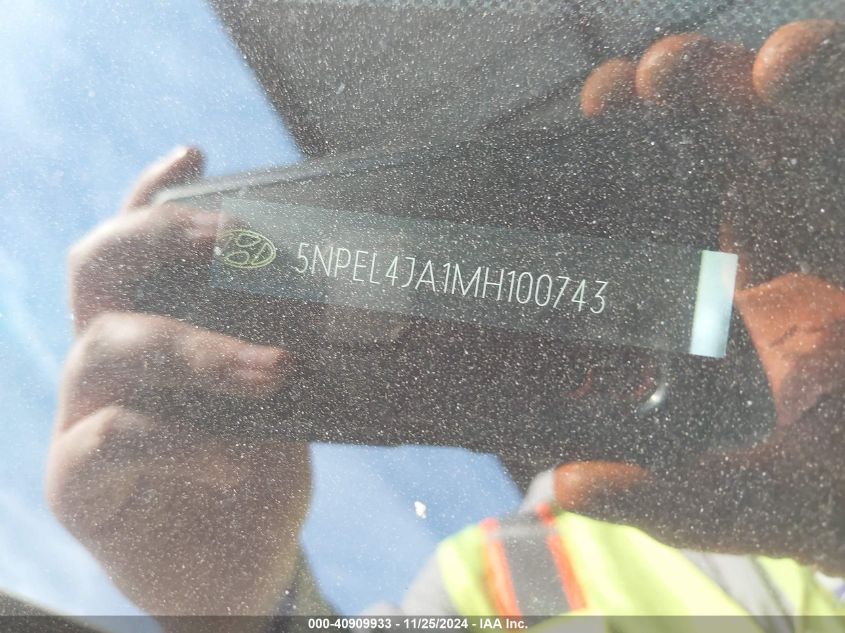 5NPEL4JA1MH100743
000-40909933 - 11/25/2024 - IAA Inc.